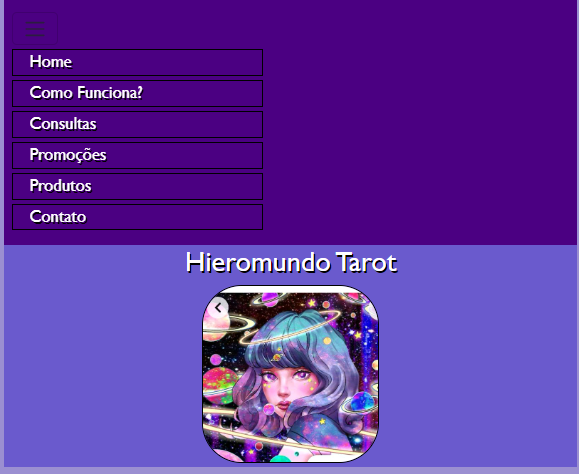 Home
Como Funciona?
Consultas
Promoções
Produtos
Contato
Hieromundo Tarot